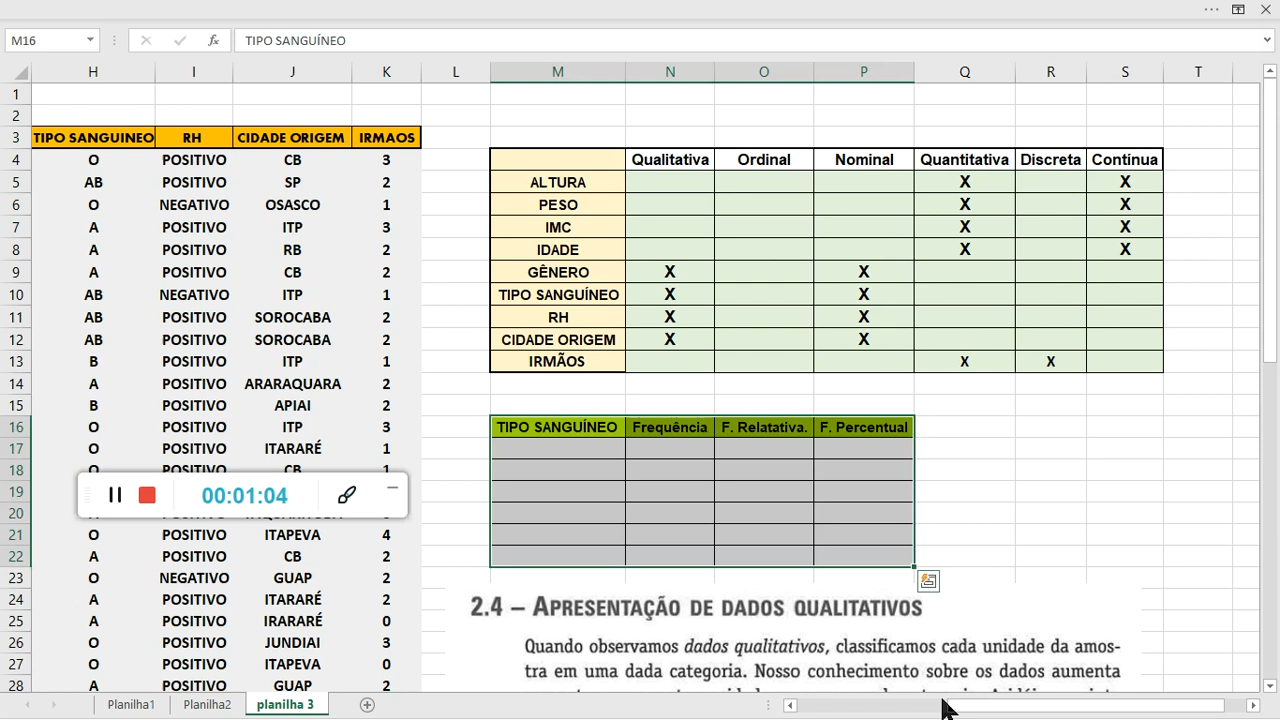 M16 TIPO SANGUÍNEO
H I J K L M N O P Q R S T
1
2
3 TIPO SANGUINEO RH CIDADE ORIGEM IRMAOS
4 O POSITIVO CB 3 Qualitativa Ordinal Nominal Quantitativa Discreta Contínua
5 AB POSITIVO SP 2 ALTURA X X
6 O NEGATIVO OSASCO 1 PESO X X
7 A POSITIVO ITP 3 IMC X X
8 A POSITIVO RB 2 IDADE X X
9 A POSITIVO CB 2 GÊNERO X X
10 AB NEGATIVO ITP 1 TIPO SANGUÍNEO X X
11 AB POSITIVO SOROCABA 2 RH X X
12 AB POSITIVO SOROCABA 2 CIDADE ORIGEM X X
13 B POSITIVO ITP 1 IRMÃOS X X
14 A POSITIVO ARARAQUARA 2
15 B POSITIVO APIAI 2
16 O POSITIVO ITP 3 TIPO SANGUÍNEO Frequência F. Relatativa. F. Percentual
17 O POSITIVO ITARARÉ 1
18 O POSITIVO CB 1
19 00:01:04
20
21 O POSITIVO ITAPEVA 4
22 A POSITIVO CB 2
23 O NEGATIVO GUAP 2
24 A POSITIVO ITARARÉ 2
25 A POSITIVO IRARARÉ 0
26 O POSITIVO JUNDIAI 3
27 O POSITIVO ITAPEVA 0
28 A POSITIVO GUAP 2
2.4 – APRESENTAÇÃO DE DADOS QUALITATIVOS
Quando observamos dados qualitativos, classificamos cada unidade da amos-
tra em uma dada categoria. Nosso conhecimento sobre os dados aumenta
Planilha1 Planilha2 planilha 3